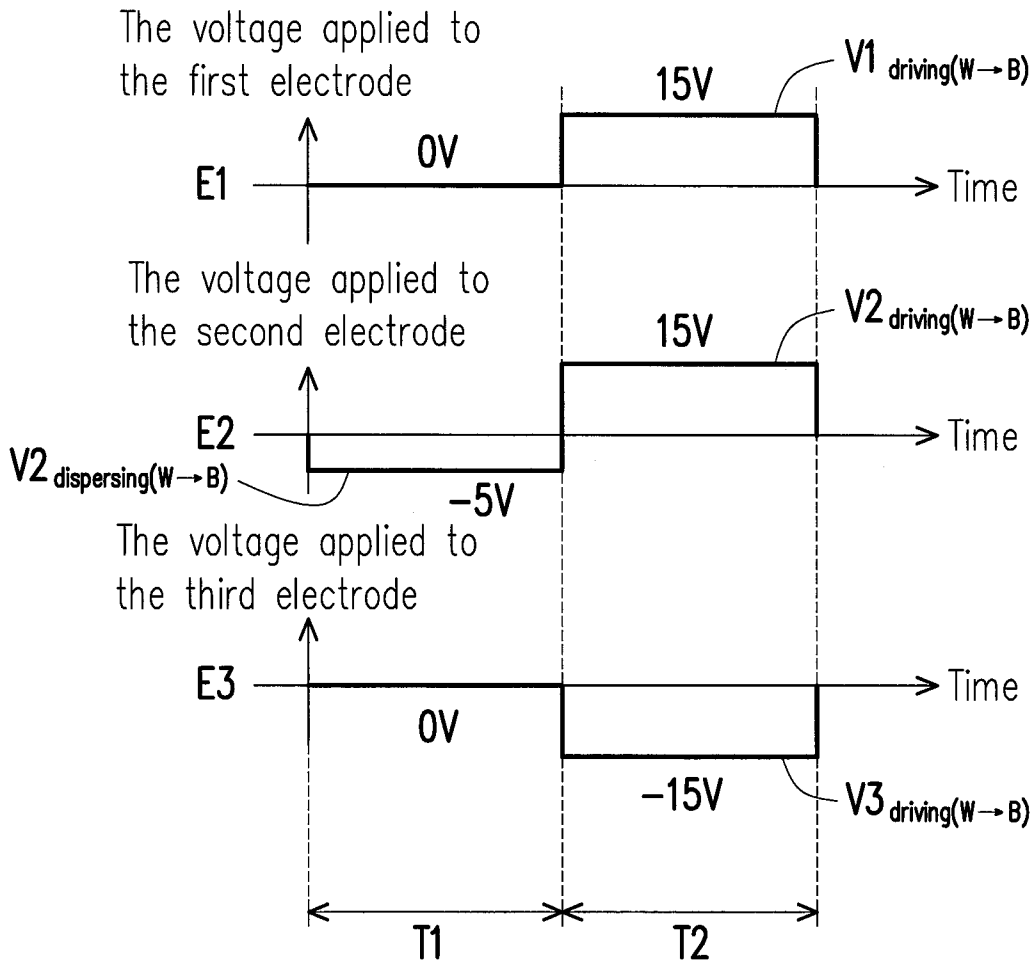 The voltage applied to
the first electrode
V1 driving(W→B)
15V
0V
E1
Time
The voltage applied to
the second electrode
V2 driving(W→B)
15V
E2
Time
V2 dispersing(W→B)
-5V
The voltage applied to
the third electrode
E3
Time
0V
-15V
V3 driving(W→B)
T1
T2